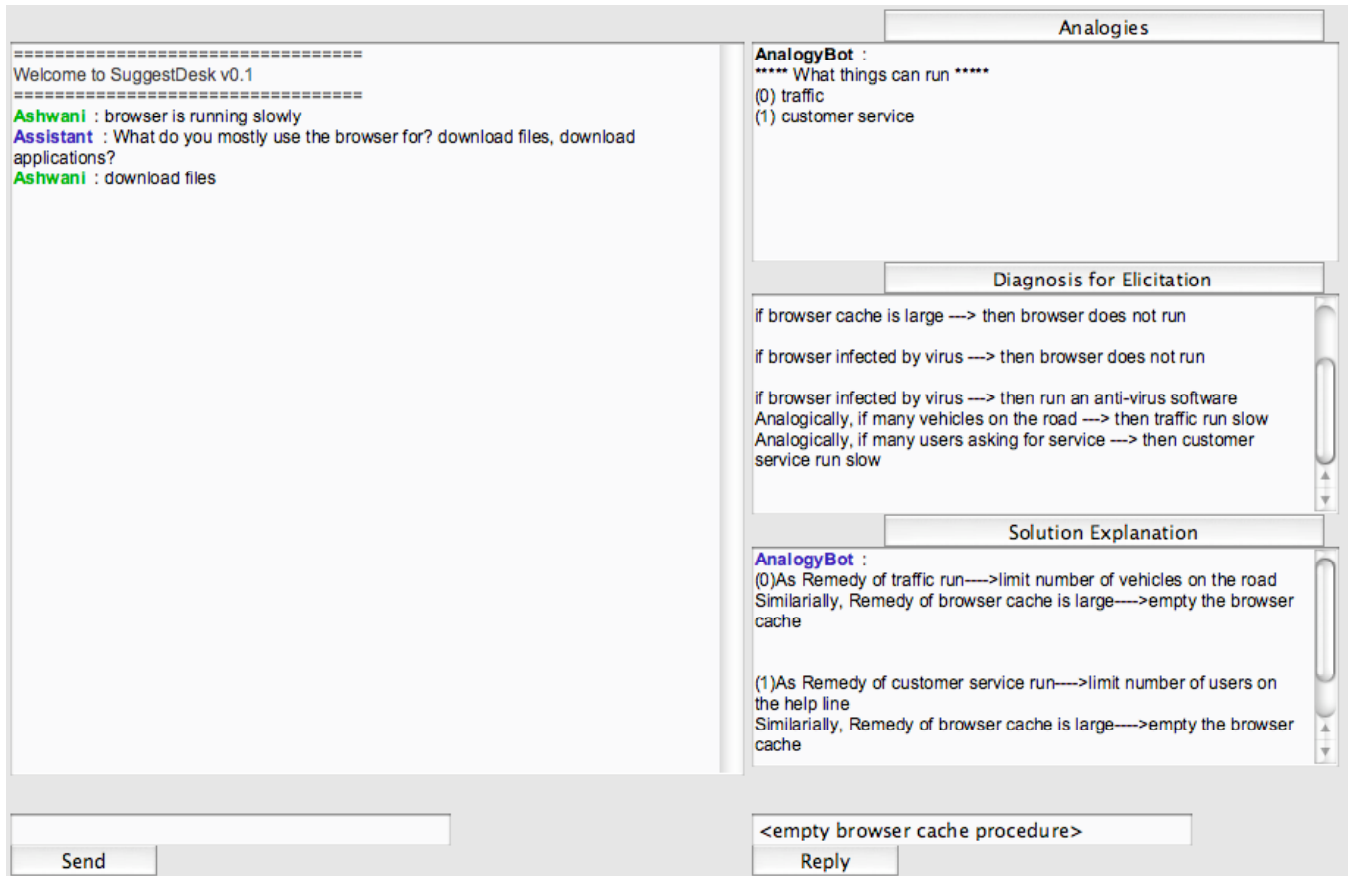 ==================================
Welcome to SuggestDesk v0.1
==================================
Ashwani : browser is running slowly
Assistant : What do you mostly use the browser for? download files, download
applications?
Ashwani : download files
Send
Analogies
AnalogyBot :
***** What things can run *****
(0) traffic
(1) customer service
Diagnosis for Elicitation
if browser cache is large ---> then browser does not run
if browser infected by virus ---> then browser does not run
if browser infected by virus ---> then run an anti-virus software
Analogically, if many vehicles on the road ---> then traffic run slow
Analogically, if many users asking for service ---> then customer
service run slow
Solution Explanation
AnalogyBot :
(0)As Remedy of traffic run---->limit number of vehicles on the road
Similarially, Remedy of browser cache is large---->empty the browser
cache
(1)As Remedy of customer service run---->limit number of users on
the help line
Similarially, Remedy of browser cache is large---->empty the browser
cache
<empty browser cache procedure>
Reply